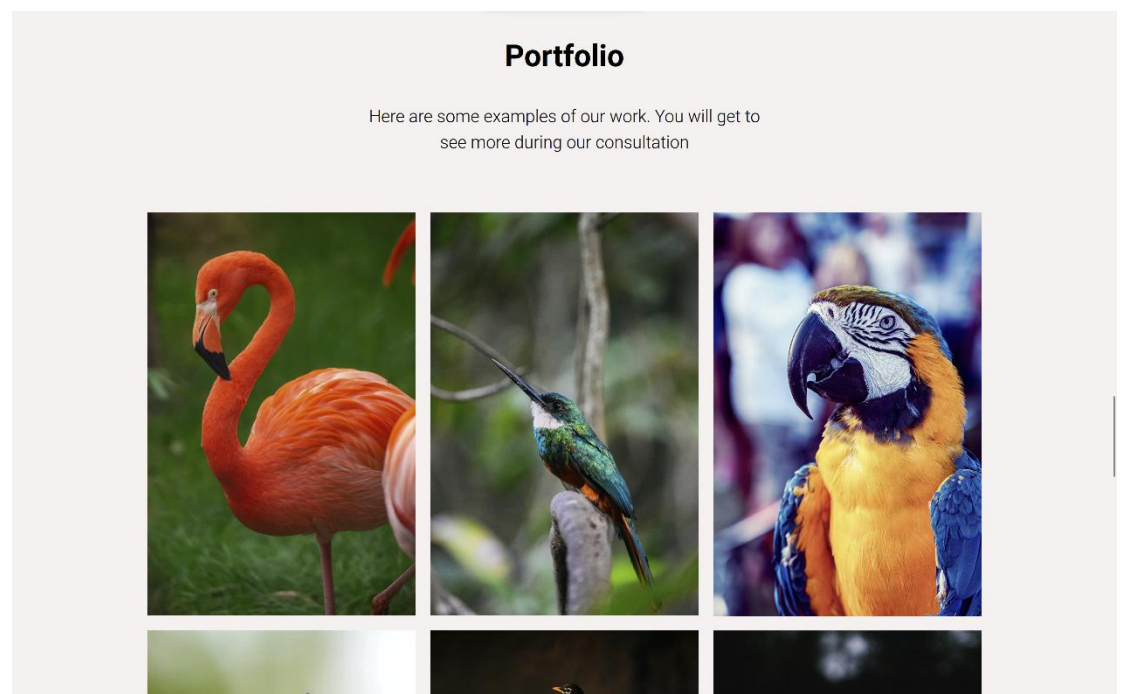 Portfolio
Here are some examples of our work. You will get to
see more during our consultation